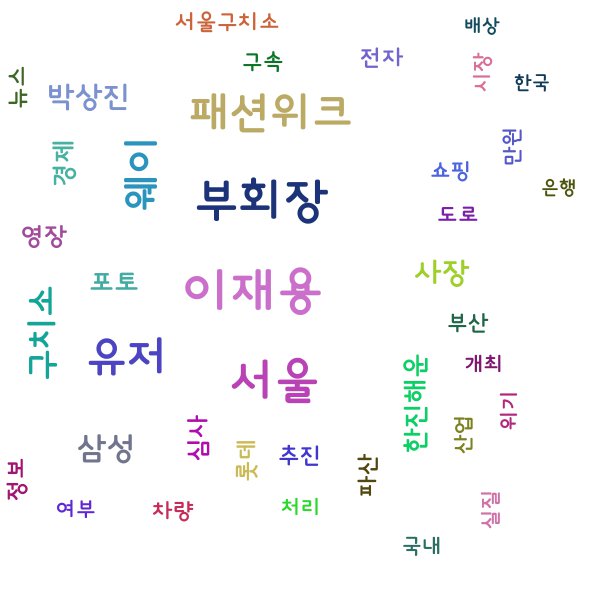 서울구치소
배상
구속
전자
시장
한국
뉴스
박상진
패션위크
만원
경제
웨이
쇼핑
은행
부회장
도로
영장
사장
포토
이재용
구치소
부산
유저
서울
한진해운
개최
위기
심사
산업
삼성
롯데
추진
파산
정보
여부
차량
처리
실질
국내